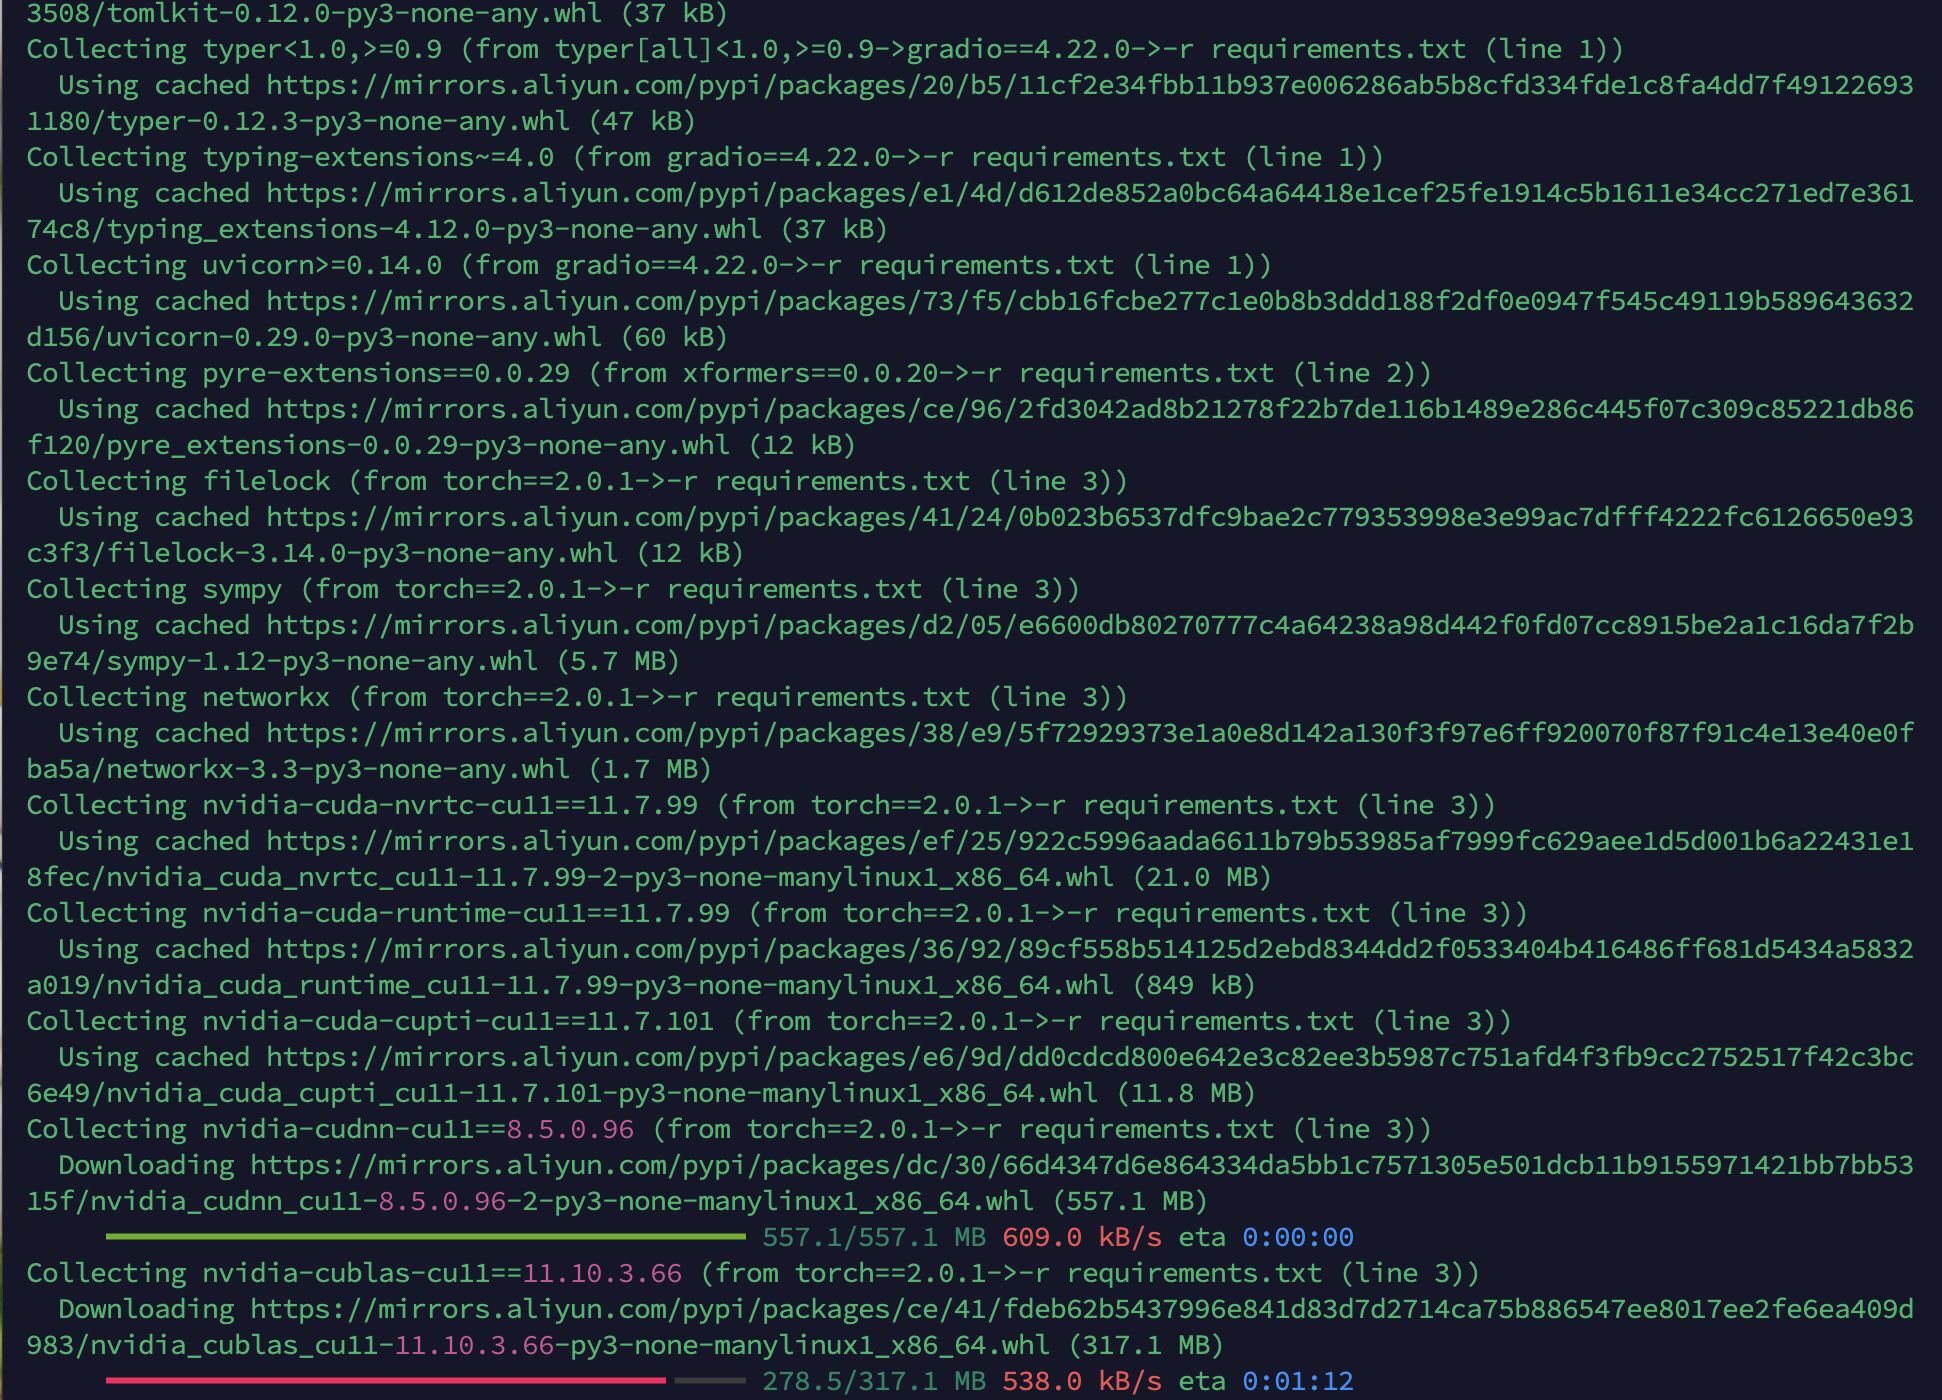 3508/tomlkit-0.12.0-py3-none-any.whl (37 kB)
Collecting typer<1.0,>=0.9 (from typer[all]<1.0,>=0.9->gradio==4.22.0->-r requirements.txt (line 1))
  Using cached https://mirrors.aliyun.com/pypi/packages/20/b5/11cf2e34fbb11b937e006286ab5b8cfd334fde1c8fa4dd7f49122693
1180/typer-0.12.3-py3-none-any.whl (47 kB)
Collecting typing-extensions~=4.0 (from gradio==4.22.0->-r requirements.txt (line 1))
  Using cached https://mirrors.aliyun.com/pypi/packages/e1/4d/d612de852a0bc64a64418e1cef25fe1914c5b1611e34cc271ed7e361
74c8/typing_extensions-4.12.0-py3-none-any.whl (37 kB)
Collecting uvicorn>=0.14.0 (from gradio==4.22.0->-r requirements.txt (line 1))
  Using cached https://mirrors.aliyun.com/pypi/packages/73/f5/cbb16fcbe277c1e0b8b3ddd188f2df0e0947f545c49119b589643632
d156/uvicorn-0.29.0-py3-none-any.whl (60 kB)
Collecting pyre-extensions==0.0.29 (from xformers==0.0.20->-r requirements.txt (line 2))
  Using cached https://mirrors.aliyun.com/pypi/packages/ce/96/2fd3042ad8b21278f22b7de116b1489e286c445f07c309c85221db86
f120/pyre_extensions-0.0.29-py3-none-any.whl (12 kB)
Collecting filelock (from torch==2.0.1->-r requirements.txt (line 3))
  Using cached https://mirrors.aliyun.com/pypi/packages/41/24/0b023b6537dfc9bae2c779353998e3e99ac7dfff4222fc6126650e93
c3f3/filelock-3.14.0-py3-none-any.whl (12 kB)
Collecting sympy (from torch==2.0.1->-r requirements.txt (line 3))
  Using cached https://mirrors.aliyun.com/pypi/packages/d2/05/e6600db80270777c4a64238a98d442f0fd07cc8915be2a1c16da7f2b
9e74/sympy-1.12-py3-none-any.whl (5.7 MB)
Collecting networkx (from torch==2.0.1->-r requirements.txt (line 3))
  Using cached https://mirrors.aliyun.com/pypi/packages/38/e9/5f72929373e1a0e8d142a130f3f97e6ff920070f87f91c4e13e40e0f
ba5a/networkx-3.3-py3-none-any.whl (1.7 MB)
Collecting nvidia-cuda-nvrtc-cu11==11.7.99 (from torch==2.0.1->-r requirements.txt (line 3))
  Using cached https://mirrors.aliyun.com/pypi/packages/ef/25/922c5996aada6611b79b53985af7999fc629aee1d5d001b6a22431e1
8fec/nvidia_cuda_nvrtc_cu11-11.7.99-2-py3-none-manylinux1_x86_64.whl (21.0 MB)
Collecting nvidia-cuda-runtime-cu11==11.7.99 (from torch==2.0.1->-r requirements.txt (line 3))
  Using cached https://mirrors.aliyun.com/pypi/packages/36/92/89cf558b514125d2ebd8344dd2f0533404b416486ff681d5434a5832
a019/nvidia_cuda_runtime_cu11-11.7.99-py3-none-manylinux1_x86_64.whl (849 kB)
Collecting nvidia-cuda-cupti-cu11==11.7.101 (from torch==2.0.1->-r requirements.txt (line 3))
  Using cached https://mirrors.aliyun.com/pypi/packages/e6/9d/dd0cdcd800e642e3c82ee3b5987c751afd4f3fb9cc2752517f42c3bc
6e49/nvidia_cuda_cupti_cu11-11.7.101-py3-none-manylinux1_x86_64.whl (11.8 MB)
Collecting nvidia-cudnn-cu11==8.5.0.96 (from torch==2.0.1->-r requirements.txt (line 3))
  Downloading https://mirrors.aliyun.com/pypi/packages/dc/30/66d4347d6e864334da5bb1c7571305e501dcb11b9155971421bb7bb53
15f/nvidia_cudnn_cu11-8.5.0.96-2-py3-none-manylinux1_x86_64.whl (557.1 MB)
557.1/557.1 MB 609.0 kB/s eta 0:00:00
Collecting nvidia-cublas-cu11==11.10.3.66 (from torch==2.0.1->-r requirements.txt (line 3))
  Downloading https://mirrors.aliyun.com/pypi/packages/ce/41/fdeb62b5437996e841d83d7d2714ca75b886547ee8017ee2fe6ea409d
983/nvidia_cublas_cu11-11.10.3.66-py3-none-manylinux1_x86_64.whl (317.1 MB)
278.5/317.1 MB 538.0 kB/s eta 0:01:12